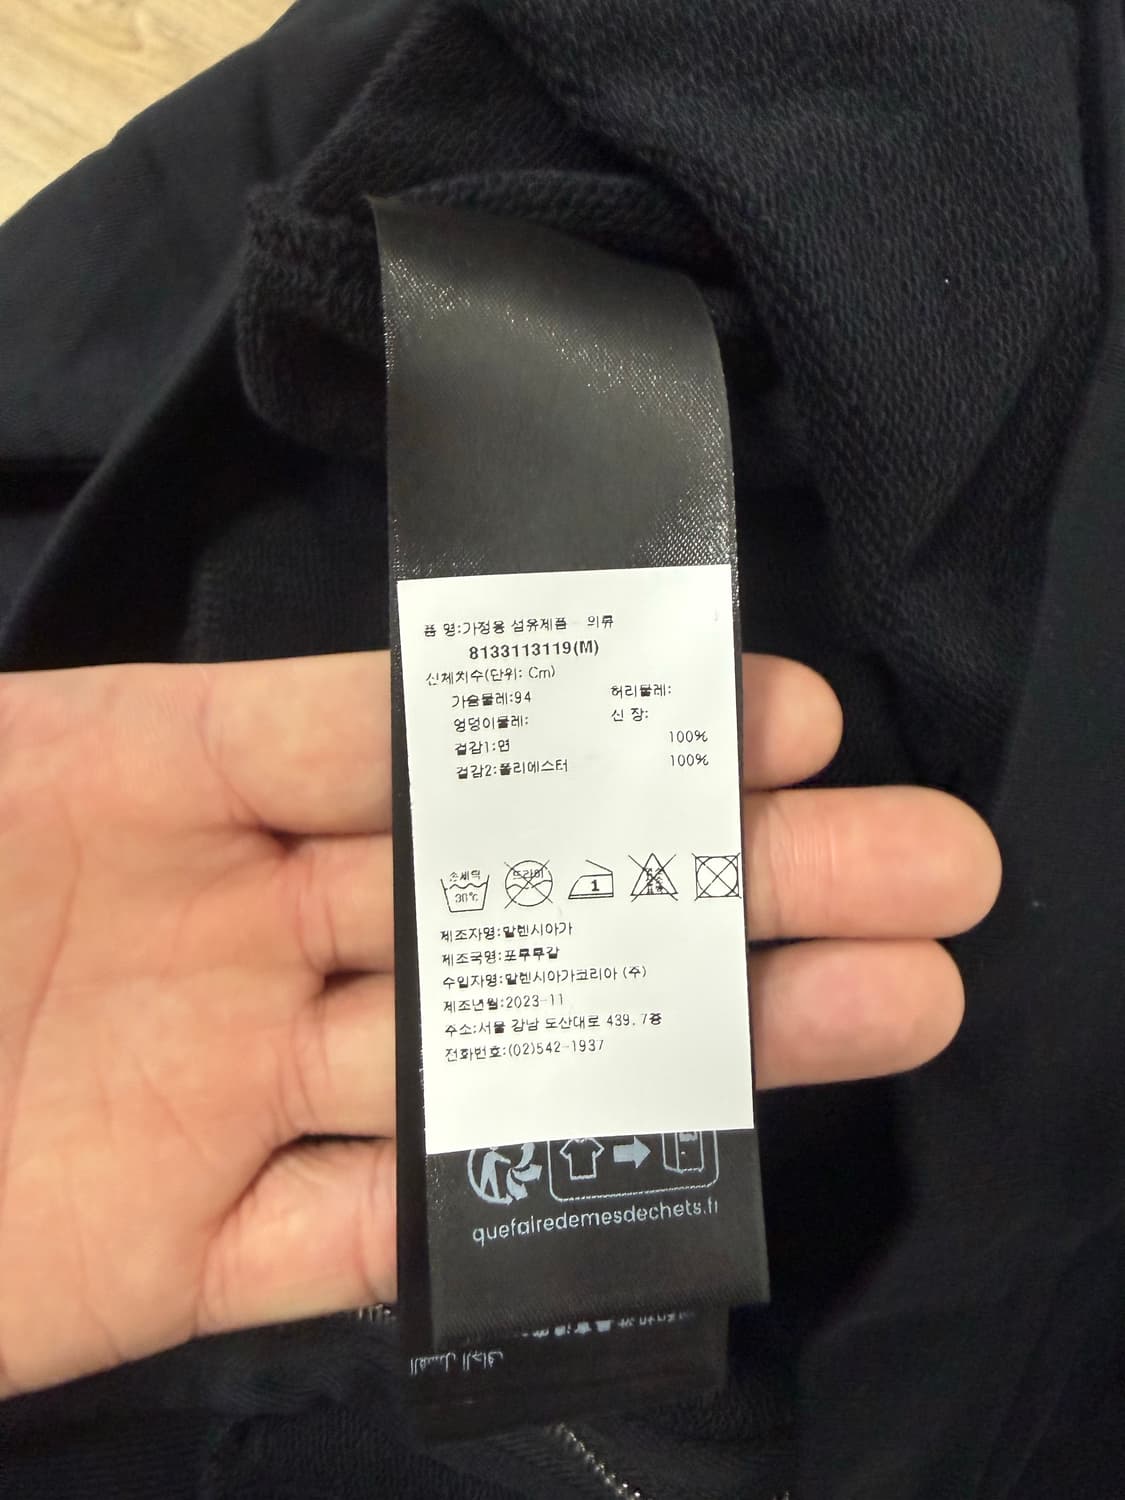 품 명:가정용 섬유제품 - 의류
8133113119(M)
신체치수(단위: Cm)
가슴둘레:94 허리둘레:
엉덩이둘레: 신 장:
겉감1:면 100%
겉감2:폴리에스터 100%
손세탁 30℃ 드라이 1
제조자명:발렌시아가
제조국명:포루투갈
수입자명:발렌시아가코리아 (주)
제조년월:2023-11
주소:서울 강남 도산대로 439, 7층
전화번호:(02)542-1937
quefairedemesdechets.fr